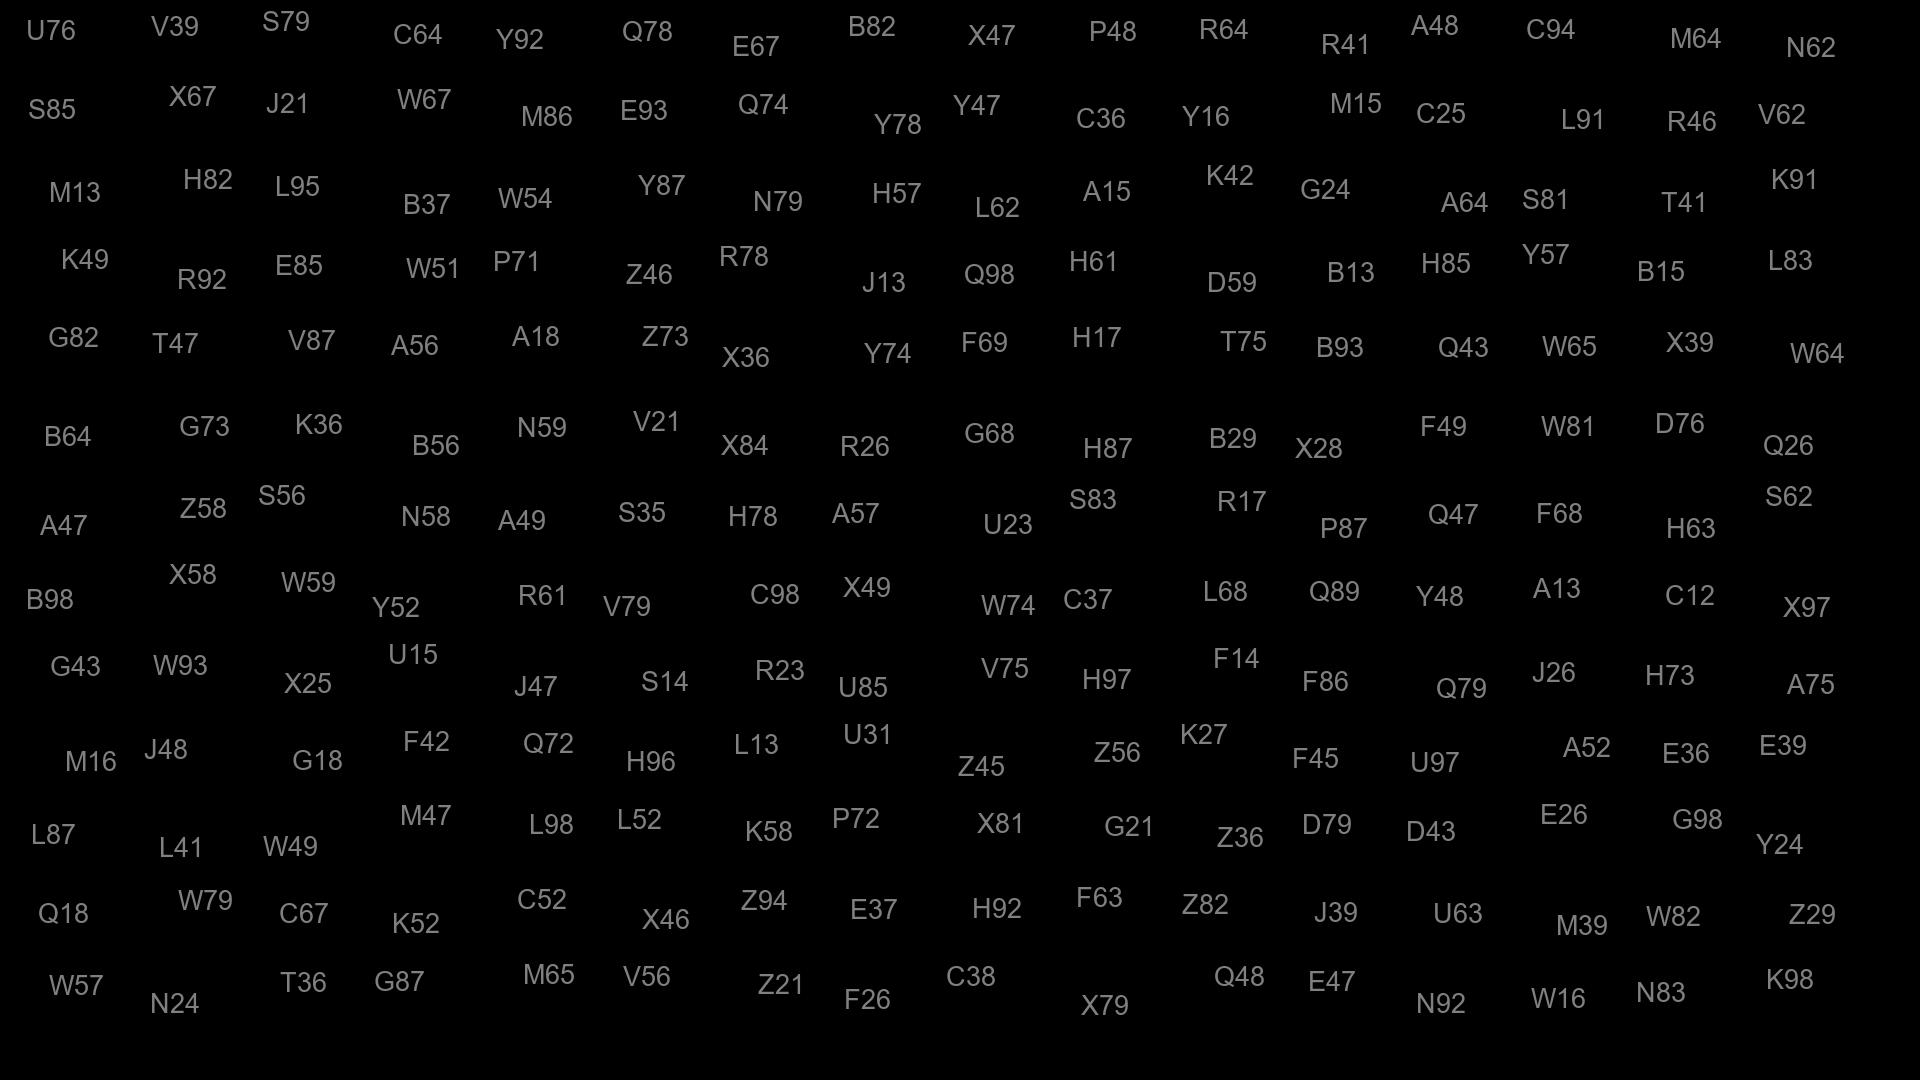 U76 V39 S79 C64 Y92 Q78 E67 B82 X47 P48 R64 R41 A48 C94 M64 N62
S85 X67 J21 W67 M86 E93 Q74 Y78 Y47 C36 Y16 M15 C25 L91 R46 V62
M13 H82 L95 B37 W54 Y87 N79 H57 L62 A15 K42 G24 A64 S81 T41 K91
K49 R92 E85 W51 P71 Z46 R78 J13 Q98 H61 D59 B13 H85 Y57 B15 L83
G82 T47 V87 A56 A18 Z73 X36 Y74 F69 H17 T75 B93 Q43 W65 X39 W64
B64 G73 K36 B56 N59 V21 X84 R26 G68 H87 B29 X28 F49 W81 D76 Q26
A47 Z58 S56 N58 A49 S35 H78 A57 U23 S83 R17 P87 Q47 F68 H63 S62
B98 X58 W59 Y52 R61 V79 C98 X49 W74 C37 L68 Q89 Y48 A13 C12 X97
G43 W93 X25 U15 J47 S14 R23 U85 V75 H97 F14 F86 Q79 J26 H73 A75
M16 J48 G18 F42 Q72 H96 L13 U31 Z45 Z56 K27 F45 U97 A52 E36 E39
L87 L41 W49 M47 L98 L52 K58 P72 X81 G21 Z36 D79 D43 E26 G98 Y24
Q18 W79 C67 K52 C52 X46 Z94 E37 H92 F63 Z82 J39 U63 M39 W82 Z29
W57 N24 T36 G87 M65 V56 Z21 F26 C38 X79 Q48 E47 N92 W16 N83 K98